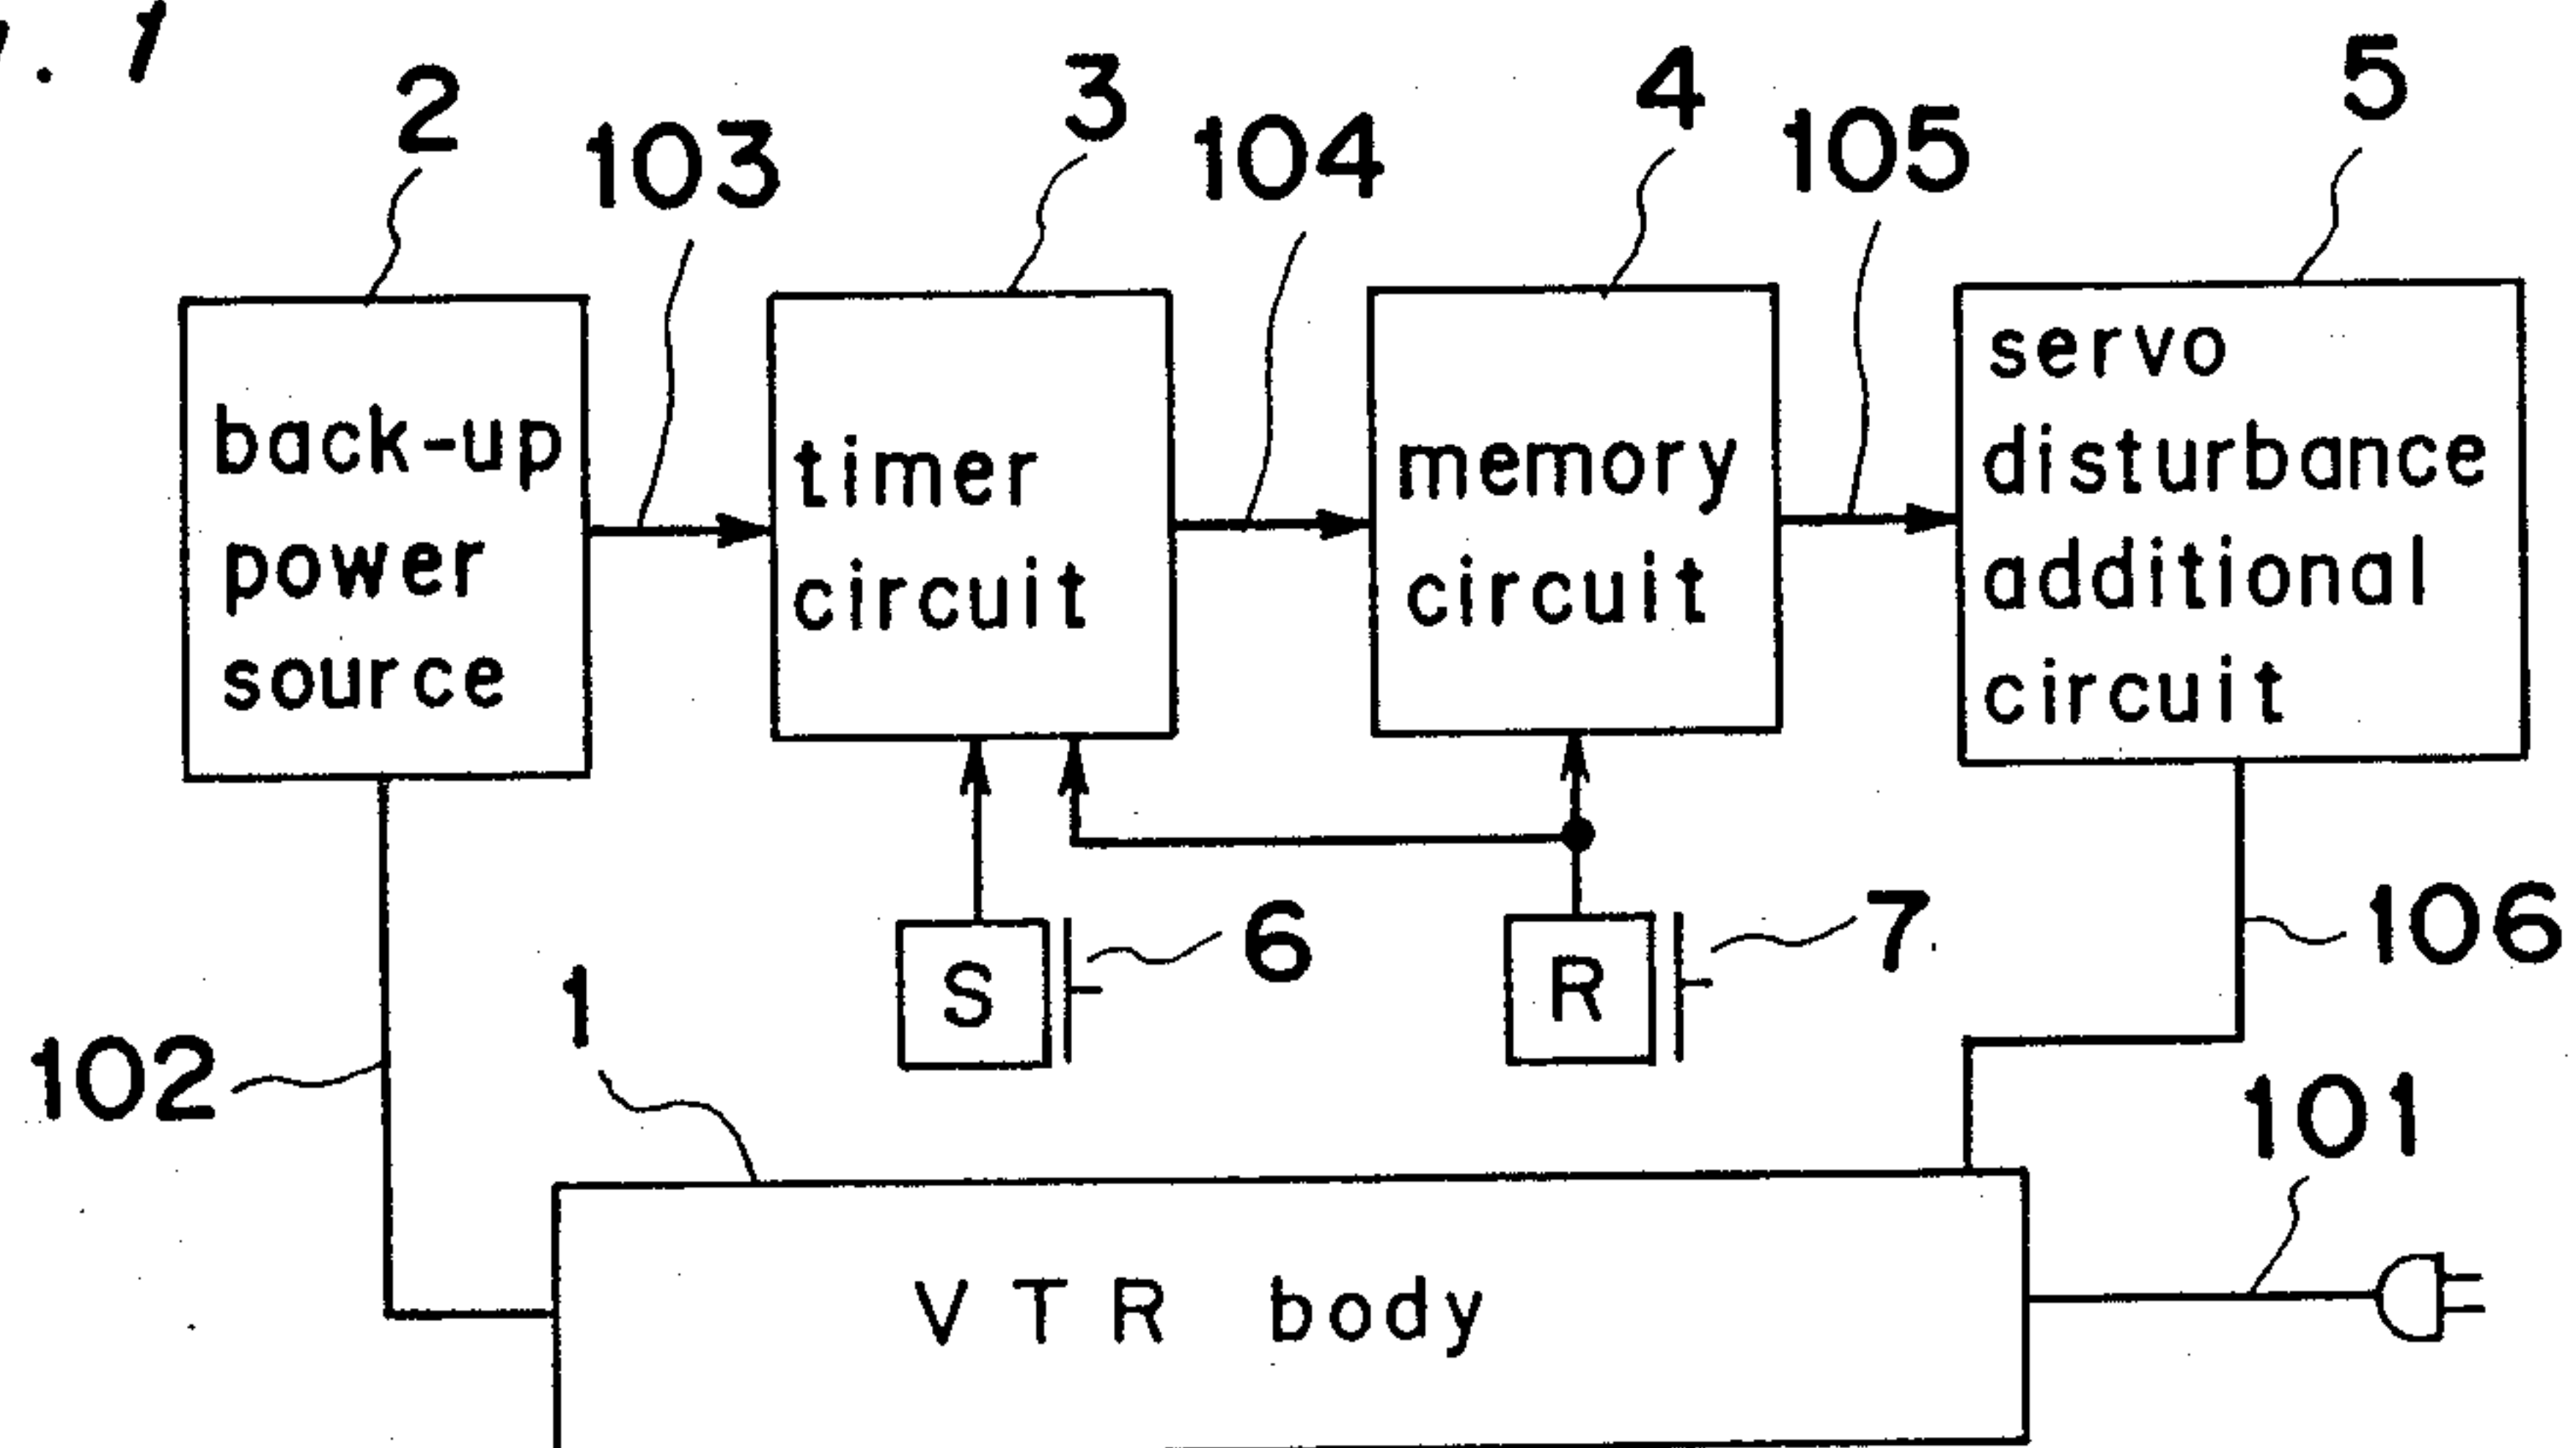 . 1
2
103
3
104
4
105
5
back-up
power
source
timer
circuit
memory
circuit
servo
disturbance
additional
circuit
S
6
R
7
106
102
1
101
VTR body